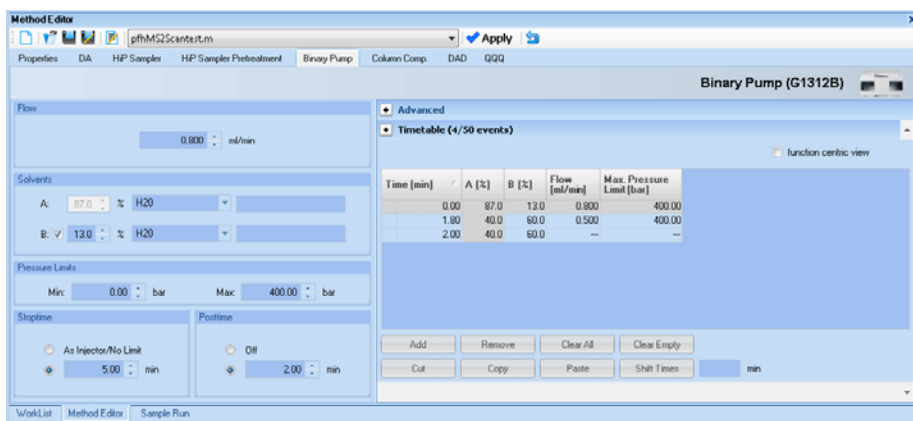 Method Editor
pfhMS2Scantest.m
Apply
Properties DA HiP Sampler HiP Sampler Pretreatment Binary Pump Column Comp. DAD QQQ
Binary Pump (G1312B)
Flow
0.800 ml/min
Solvents
A: 87.0 % H20
B: 13.0 % H20
Pressure Limits
Min: 0.00 bar Max: 400.00 bar
Stoptime
As Injector/No Limit
5.00 min
Posttime
Off
2.00 min
Advanced
Timetable (4/50 events)
function centric view
Time [min] A [%] B [%] Flow [ml/min] Max. Pressure Limit [bar]
0.00 87.0 13.0 0.800 400.00
1.80 40.0 60.0 0.500 400.00
2.00 40.0 60.0 -- --
Add Remove Clear All Clear Empty
Cut Copy Paste Shift Times min
WorkList Method Editor Sample Run